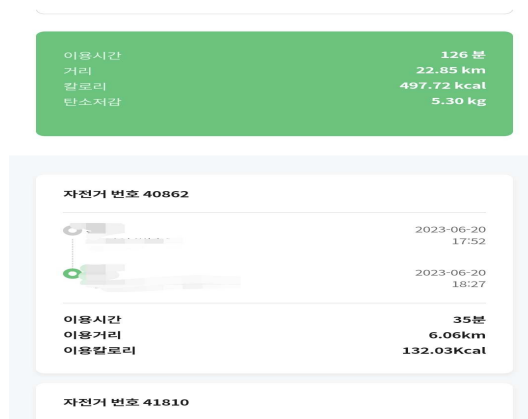 이용시간 126 분
거리 22.85 km
칼로리 497.72 kcal
탄소저감 5.30 kg
자전거 번호 40862
2023-06-20
17:52
2023-06-20
18:27
이용시간 35분
이용거리 6.06km
이용칼로리 132.03Kcal
자전거 번호 41810